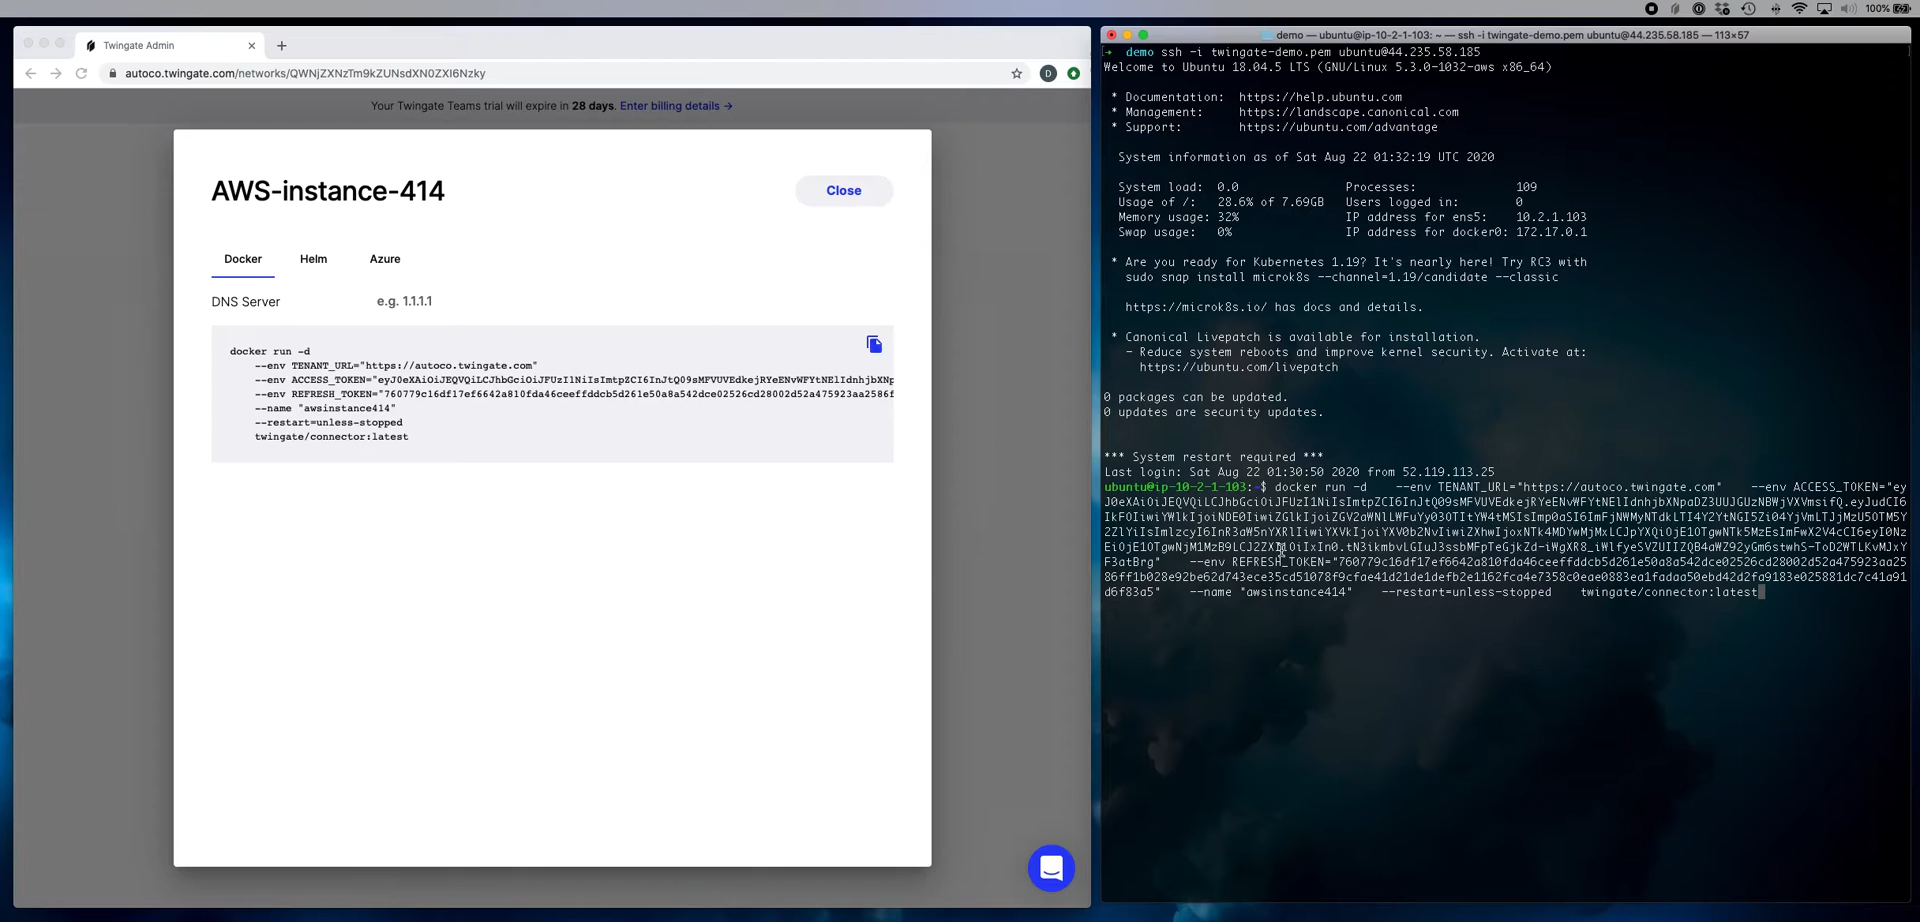 100%
Twingate Admin
autoco.twingate.com/networks/QWNjZXNzTm9kZUNsdXN0ZXI6Nzky
D
Your Twingate Teams trial will expire in 28 days. Enter billing details →
AWS-instance-414
Close
Docker
Helm
Azure
DNS Server
e.g. 1.1.1.1
docker run -d
--env TENANT_URL="https://autoco.twingate.com"
--env
--env
--name "awsinstance414"
--restart=unless-stopped
twingate/connector:latest
demo — ubuntu@ip-10-2-1-103: ~ — ssh -i twingate-demo.pem ubuntu@44.235.58.185 — 113×57
→ demo ssh -i twingate-demo.pem ubuntu@44.235.58.185
Welcome to Ubuntu 18.04.5 LTS (GNU/Linux 5.3.0-1032-aws x86_64)
* Documentation: https://help.ubuntu.com
* Management: https://landscape.canonical.com
* Support: https://ubuntu.com/advantage
System information as of Sat Aug 22 01:32:19 UTC 2020
System load: 0.0 Processes: 109
Usage of /: 28.6% of 7.69GB Users logged in: 0
Memory usage: 32% IP address for ens5: 10.2.1.103
Swap usage: 0% IP address for docker0: 172.17.0.1
* Are you ready for Kubernetes 1.19? It's nearly here! Try RC3 with
sudo snap install microk8s --channel=1.19/candidate --classic
https://microk8s.io/ has docs and details.
* Canonical Livepatch is available for installation.
- Reduce system reboots and improve kernel security. Activate at:
https://ubuntu.com/livepatch
0 packages can be updated.
0 updates are security updates.
*** System restart required ***
Last login: Sat Aug 22 01:30:50 2020 from 52.119.113.25
ubuntu@ip-10-2-1-103:~$ docker run -d --env TENANT_URL="https://autoco.twingate.com" --env
--env
--name "awsinstance414" --restart=unless-stopped twingate/connector:latest